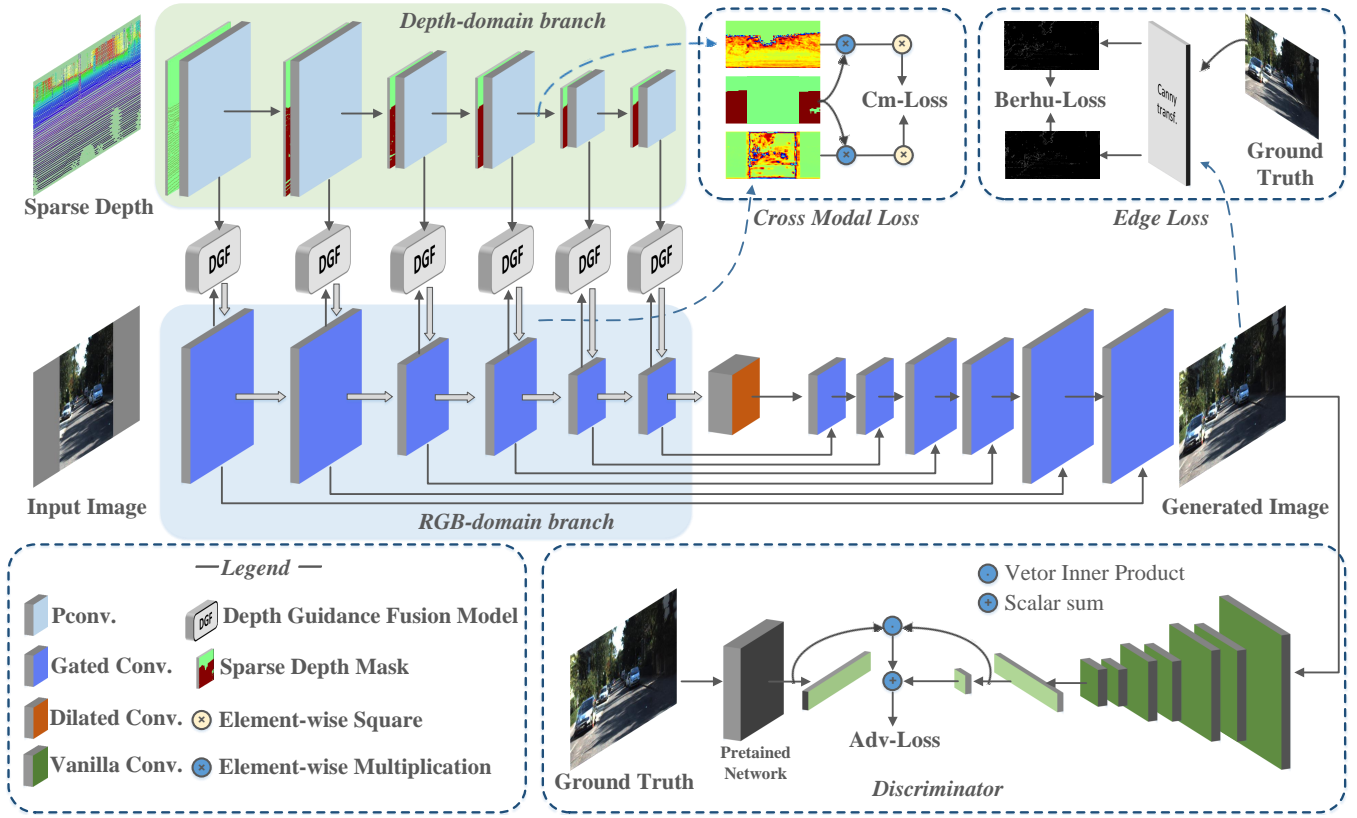 Depth-domain branch
Sparse Depth
DGF
DGF
DGF
DGF
DGF
DGF
Cm-Loss
Cross Modal Loss
Berhu-Loss
Canny
transf.
Ground
Truth
Edge Loss
Input Image
RGB-domain branch
Generated Image
Legend
Pconv.
Gated Conv.
Dilated Conv.
Vanilla Conv.
DGF
Depth Guidance Fusion Model
Sparse Depth Mask
Element-wise Square
Element-wise Multiplication
Vetor Inner Product
Scalar sum
Ground Truth
Pretained
Network
Adv-Loss
Discriminator